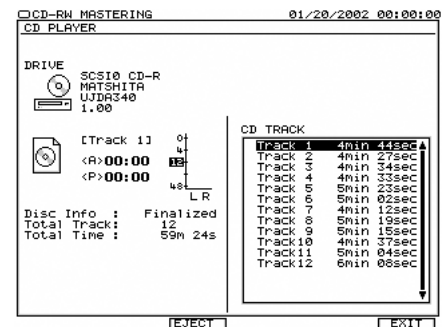 CD-RW MASTERING 01/20/2002 00:00:00
CD PLAYER
DRIVE
SCSI0 CD-R
MATSHITA
UJDA340
1.00
[Track 1]
<A>00:00
<P>00:00
0
4
12
48
L R
Disc Info : Finalized
Total Track: 12
Total Time : 59m 24s
CD TRACK
Track 1 4min 44sec
Track 2 4min 27sec
Track 3 4min 34sec
Track 4 4min 33sec
Track 5 5min 23sec
Track 6 5min 02sec
Track 7 4min 12sec
Track 8 5min 19sec
Track 9 5min 15sec
Track10 4min 37sec
Track11 5min 04sec
Track12 6min 08sec
EJECT EXIT